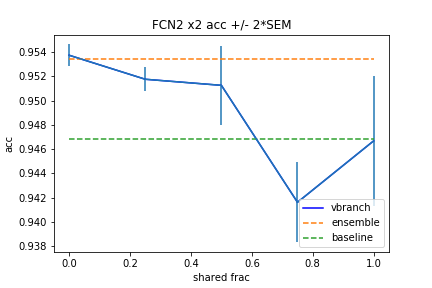 FCN2 x2 acc +/- 2*SEM
acc
0.954
0.952
0.950
0.948
0.946
0.944
0.942
0.940
0.938
0.0 0.2 0.4 0.6 0.8 1.0
shared frac
vbranch
ensemble
baseline